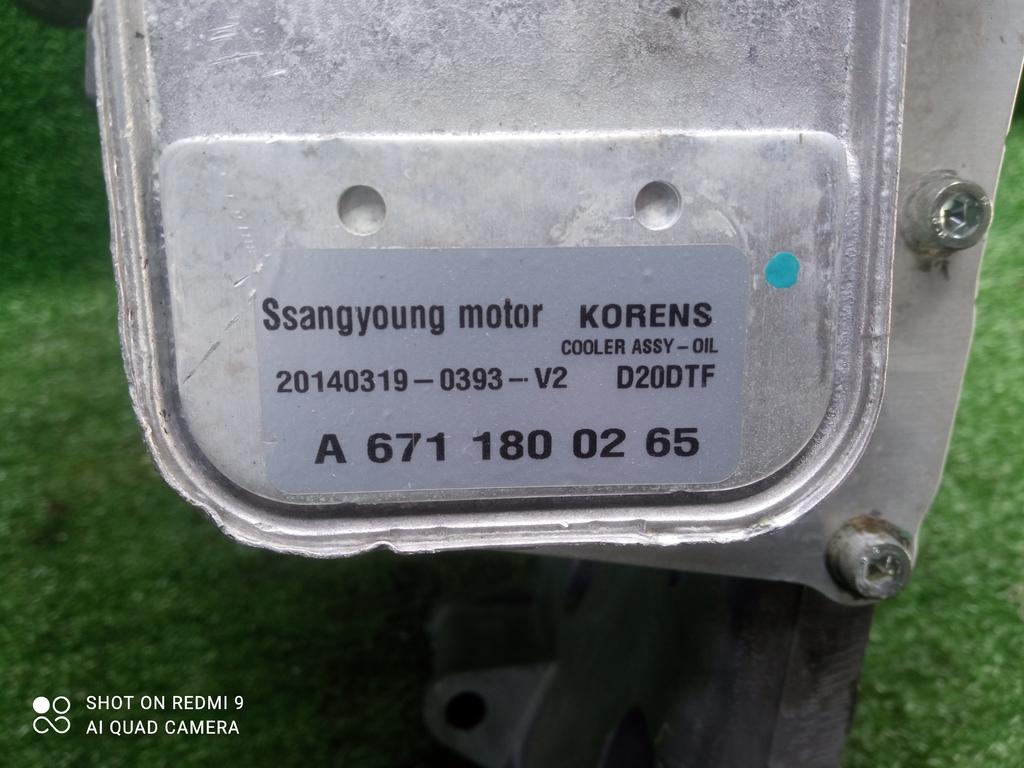 Ssangyoung motor KORENS
COOLER ASSY-OIL
20140319-0393-V2 D20DTF
A 671 180 02 65
SHOT ON REDMI 9
AI QUAD CAMERA